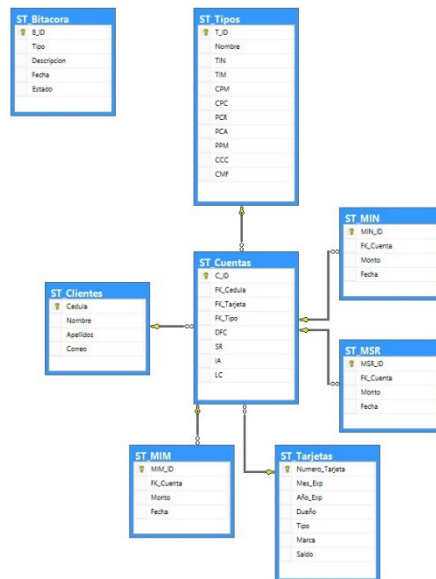 ST_Bitacora
B_ID
Tipo
Descripcion
Fecha
Estado
ST_Tipos
T_ID
Nombre
TIN
TIM
CPM
CPC
PCR
PCA
PPM
CCC
CMF
ST_MIN
MIN_ID
FK_Cuenta
Monto
Fecha
ST_Cuentas
C_ID
FK_Cedula
FK_Tarjeta
FK_Tipo
DFC
SR
IA
LC
ST_Clientes
Cedula
Nombre
Apellidos
Correo
ST_MSR
MSR_ID
FK_Cuenta
Monto
Fecha
ST_MIM
MIM_ID
FK_Cuenta
Monto
Fecha
ST_Tarjetas
Numero_Tarjeta
Mes_Exp
Año_Exp
Dueño
Tipo
Marca
Saldo